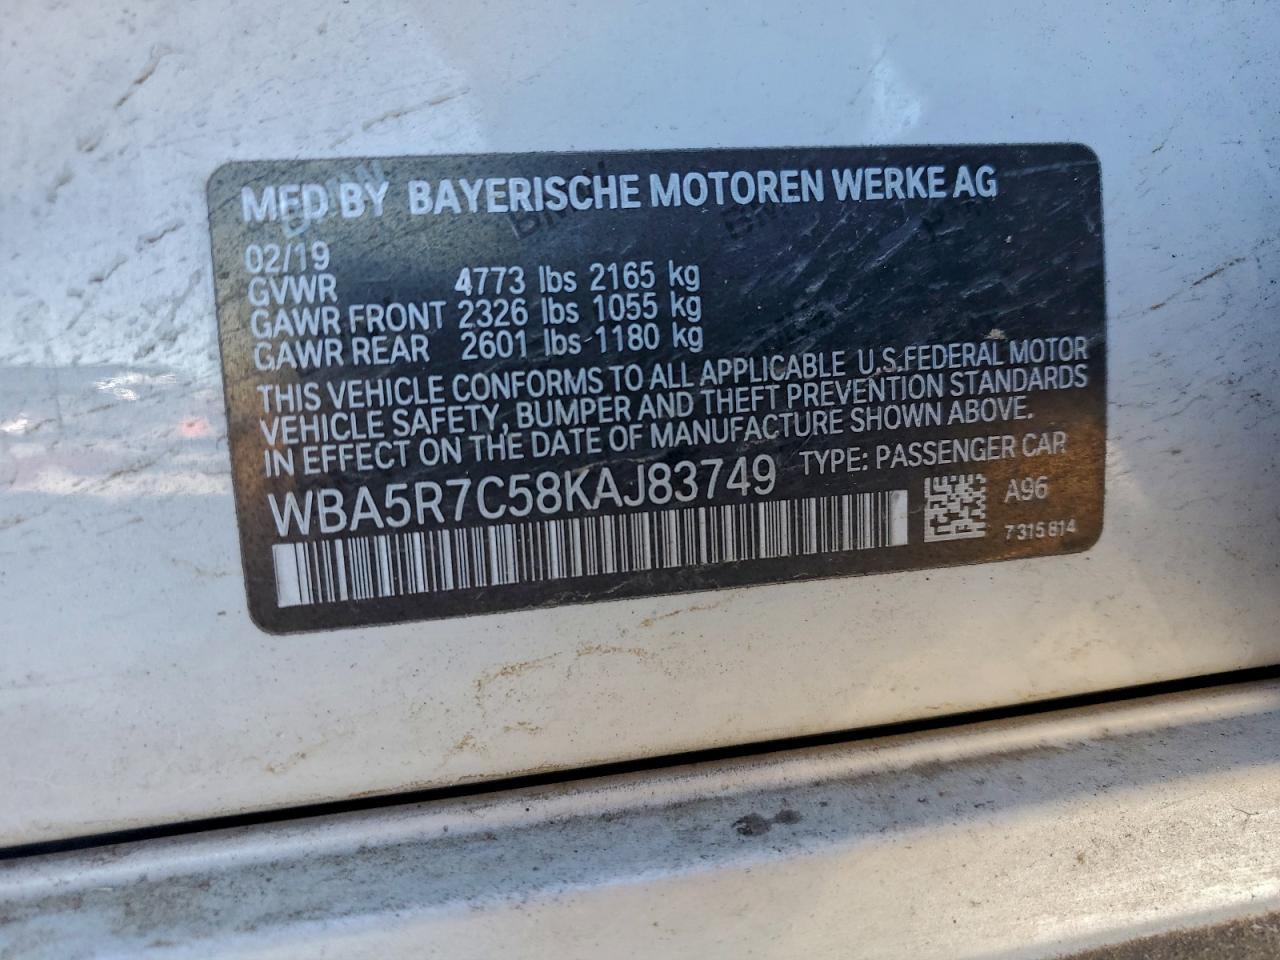 MFD BY BAYERISCHE MOTOREN WERKE AG
02/19
GVWR 4773 lbs 2165 kg
GAWR FRONT 2326 lbs 1055 kg
GAWR REAR 2601 lbs 1180 kg
THIS VEHICLE CONFORMS TO ALL APPLICABLE U.S.FEDERAL MOTOR
VEHICLE SAFETY, BUMPER AND THEFT PREVENTION STANDARDS
IN EFFECT ON THE DATE OF MANUFACTURE SHOWN ABOVE.
WBA5R7C58KAJ83749 TYPE: PASSENGER CAR
A96
7315814